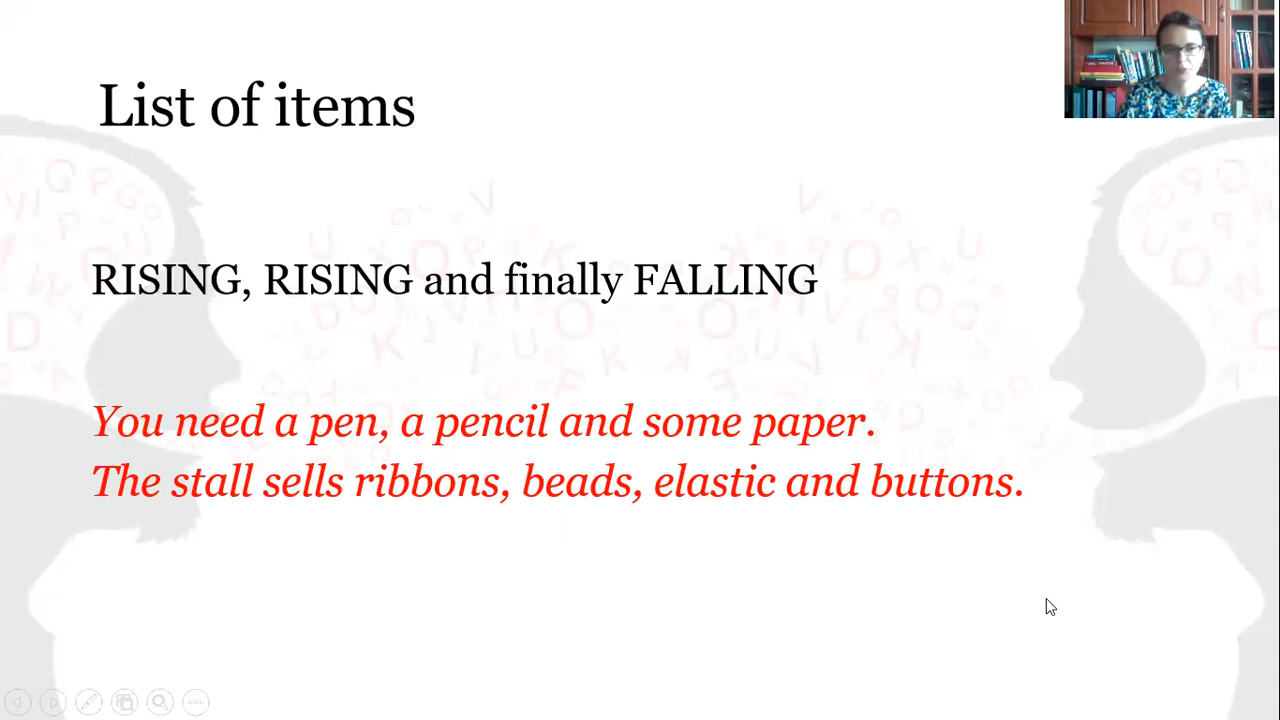 List of items
RISING, RISING and finally FALLING
You need a pen, a pencil and some paper.
The stall sells ribbons, beads, elastic and buttons.